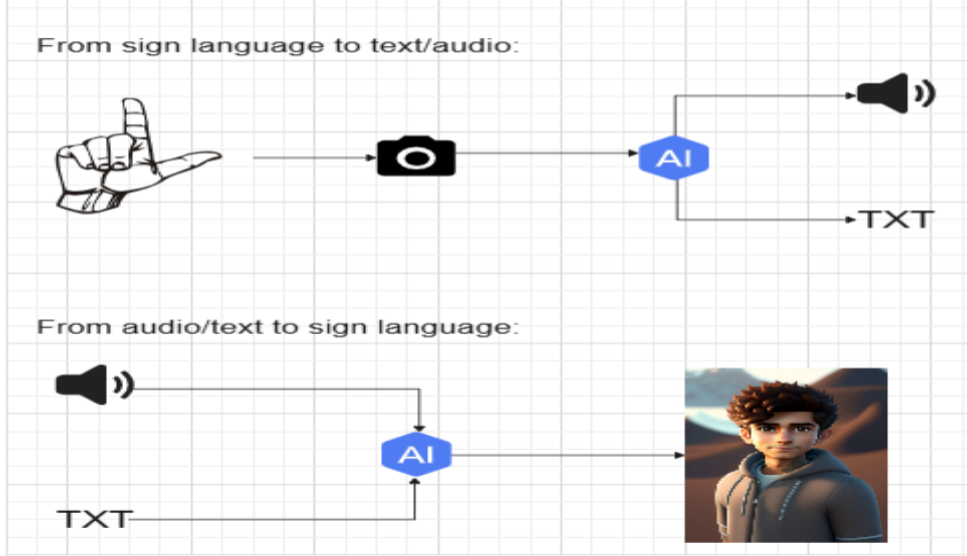 From sign language to text/audio:
AI
TXT
From audio/text to sign language:
AI
TXT